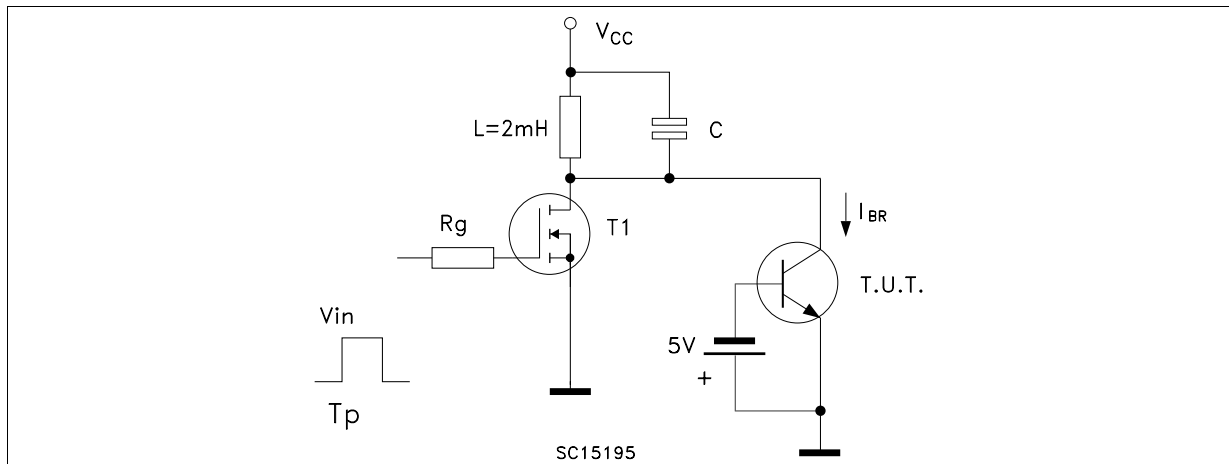 VCC
L=2mH
C
IBR
Rg
T1
T.U.T.
Vin
5V
+
Tp
SC15195